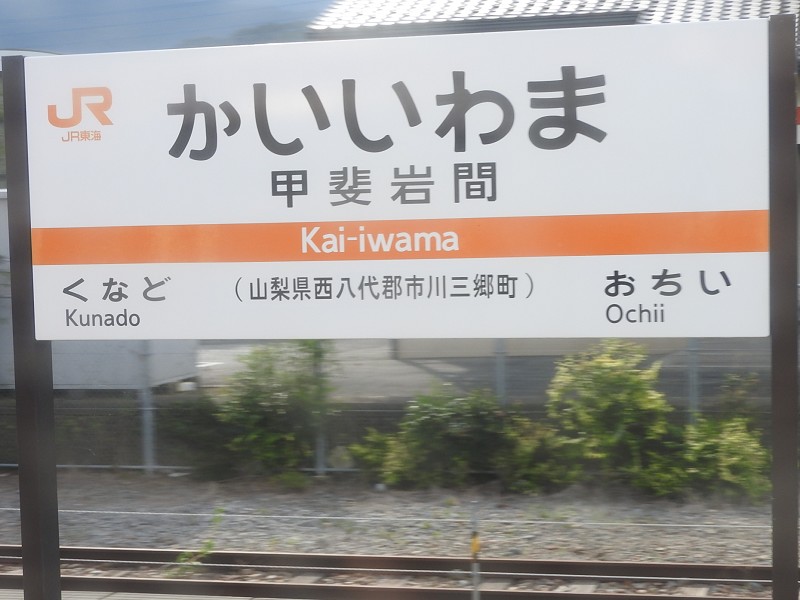 JR
JR東海
かいいわま
甲斐岩間
Kai-iwama
くなど
Kunado
(山梨県西八代郡市川三郷町)
おちい
Ochii